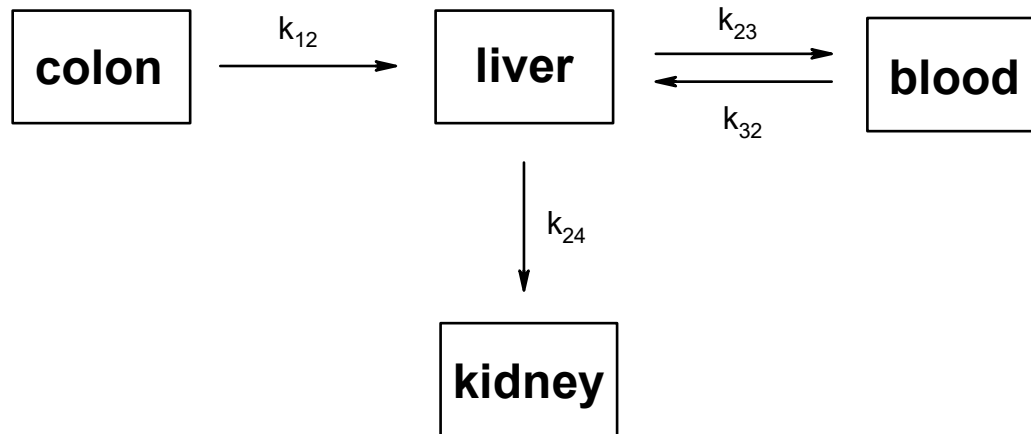 k₁₂
k₂₃
colon
liver
blood
k₃₂
k₂₄
kidney